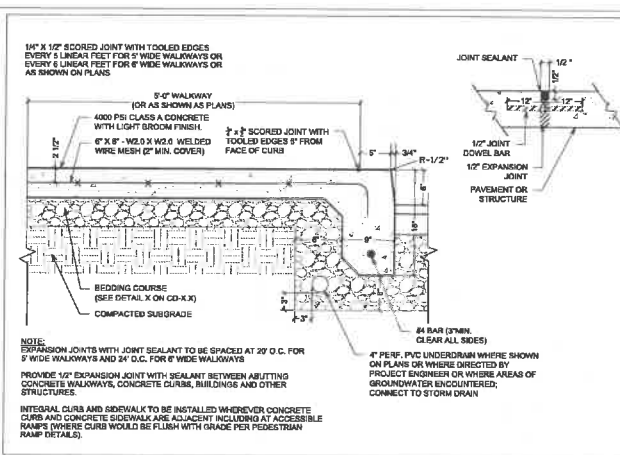 1/4" X 1/2" SCORED JOINT WITH TOOLED EDGES
EVERY 5 LINEAR FEET FOR 5' WIDE WALKWAYS OR
EVERY 6 LINEAR FEET FOR 6' WIDE WALKWAYS OR
AS SHOWN ON PLANS
5'-0" WALKWAY
(OR AS SHOWN AS PLANS)
4000 PSI CLASS A CONCRETE
WITH LIGHT BROOM FINISH.
6" X 6" - W2.0 X W2.0 WELDED
WIRE MESH (2" MIN. COVER)
SCORED JOINT WITH
TOOLED EDGES 6" FROM
FACE OF CURB
2 1/2"
5"
3/4"
R-1/2"
6"
18"
6"
9"
3"
3"
BEDDING COURSE
(SEE DETAIL X ON CD-X.X)
COMPACTED SUBGRADE
#4 BAR (3"MIN.
CLEAR ALL SIDES)
4" PERF. PVC UNDERDRAIN WHERE SHOWN
ON PLANS OR WHERE DIRECTED BY
PROJECT ENGINEER OR WHERE AREAS OF
GROUNDWATER ENCOUNTERED;
CONNECT TO STORM DRAIN
JOINT SEALANT
1/2"
1/2"
12"
12"
1/2" JOINT
DOWEL BAR
1/2" EXPANSION
JOINT
PAVEMENT OR
STRUCTURE
NOTE:
EXPANSION JOINTS WITH JOINT SEALANT TO BE SPACED AT 20' O.C. FOR
5' WIDE WALKWAYS AND 24' O.C. FOR 6' WIDE WALKWAYS
PROVIDE 1/2" EXPANSION JOINT WITH SEALANT BETWEEN ABUTTING
CONCRETE WALKWAYS, CONCRETE CURBS, BUILDINGS AND OTHER
STRUCTURES.
INTEGRAL CURB AND SIDEWALK TO BE INSTALLED WHEREVER CONCRETE
CURB AND CONCRETE SIDEWALK ARE ADJACENT INCLUDING AT ACCESSIBLE
RAMPS (WHERE CURB WOULD BE FLUSH WITH GRADE PER PEDESTRIAN
RAMP DETAILS).